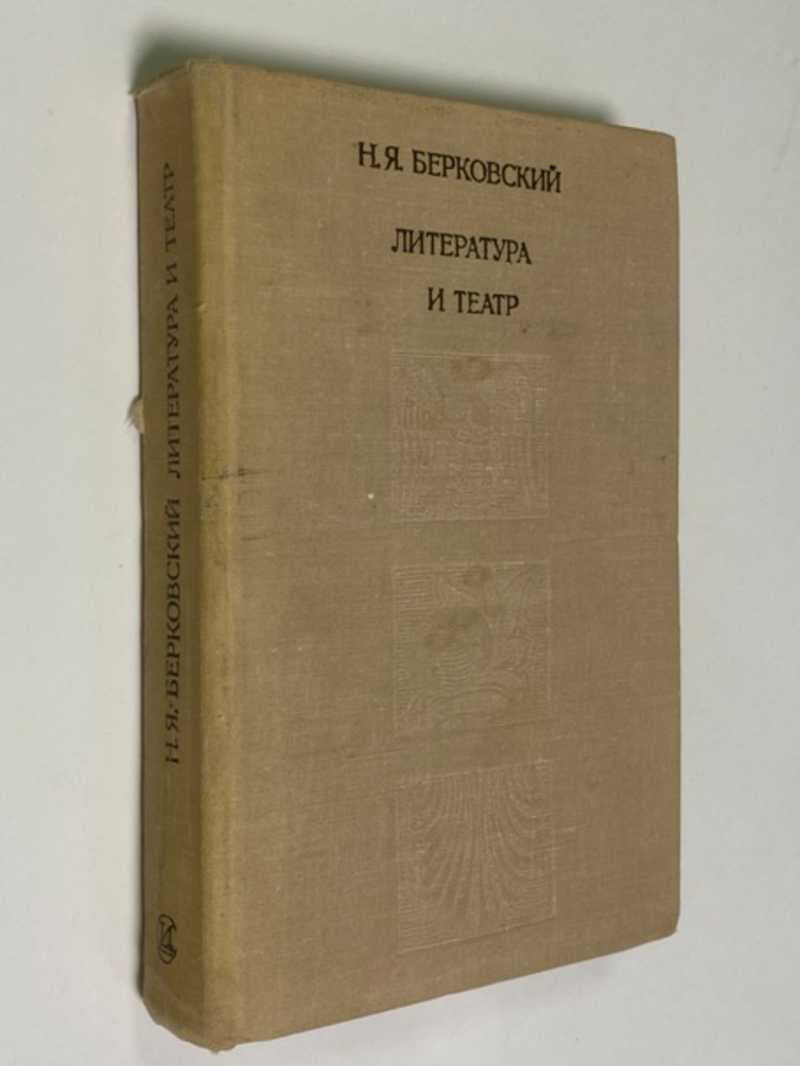 Н.Я. БЕРКОВСКИЙ
ЛИТЕРАТУРА
И ТЕАТР
Н.Я. БЕРКОВСКИЙ ЛИТЕРАТУРА И ТЕАТР